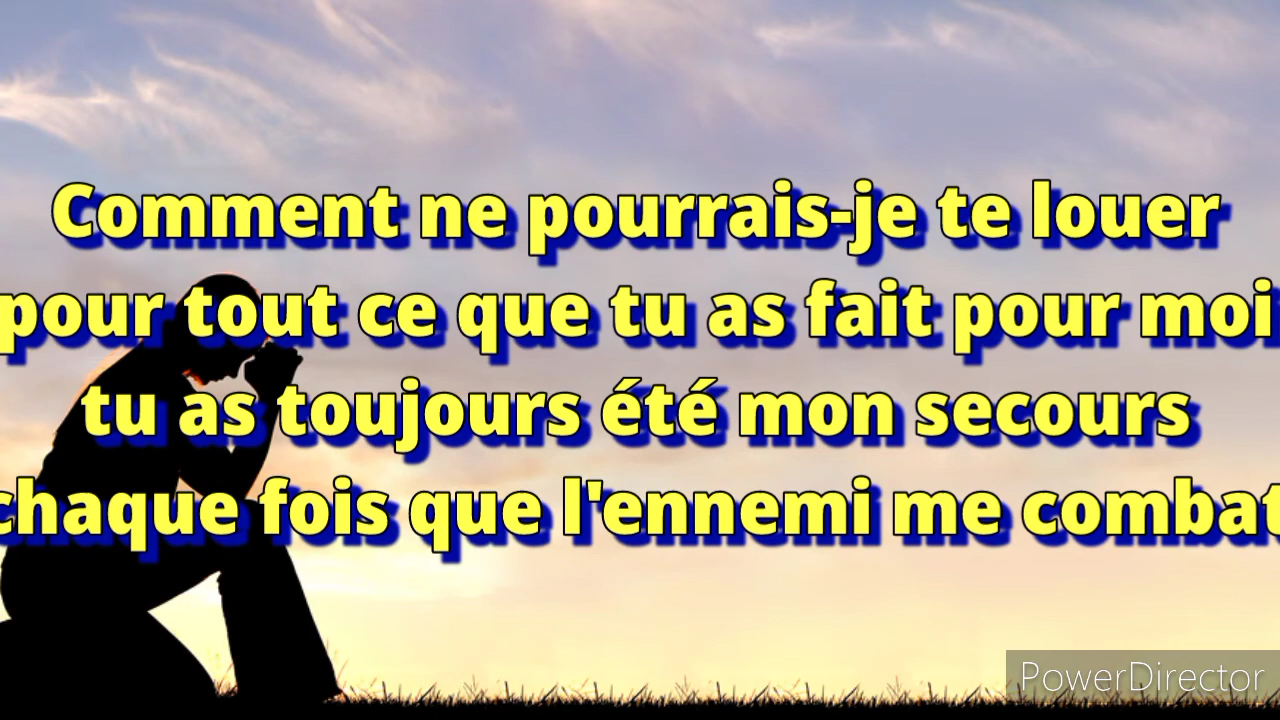 Comment ne pourrais-je te louer
pour tout ce que tu as fait pour moi
tu as toujours été mon secours
chaque fois que l'ennemi me combat
PowerDirector